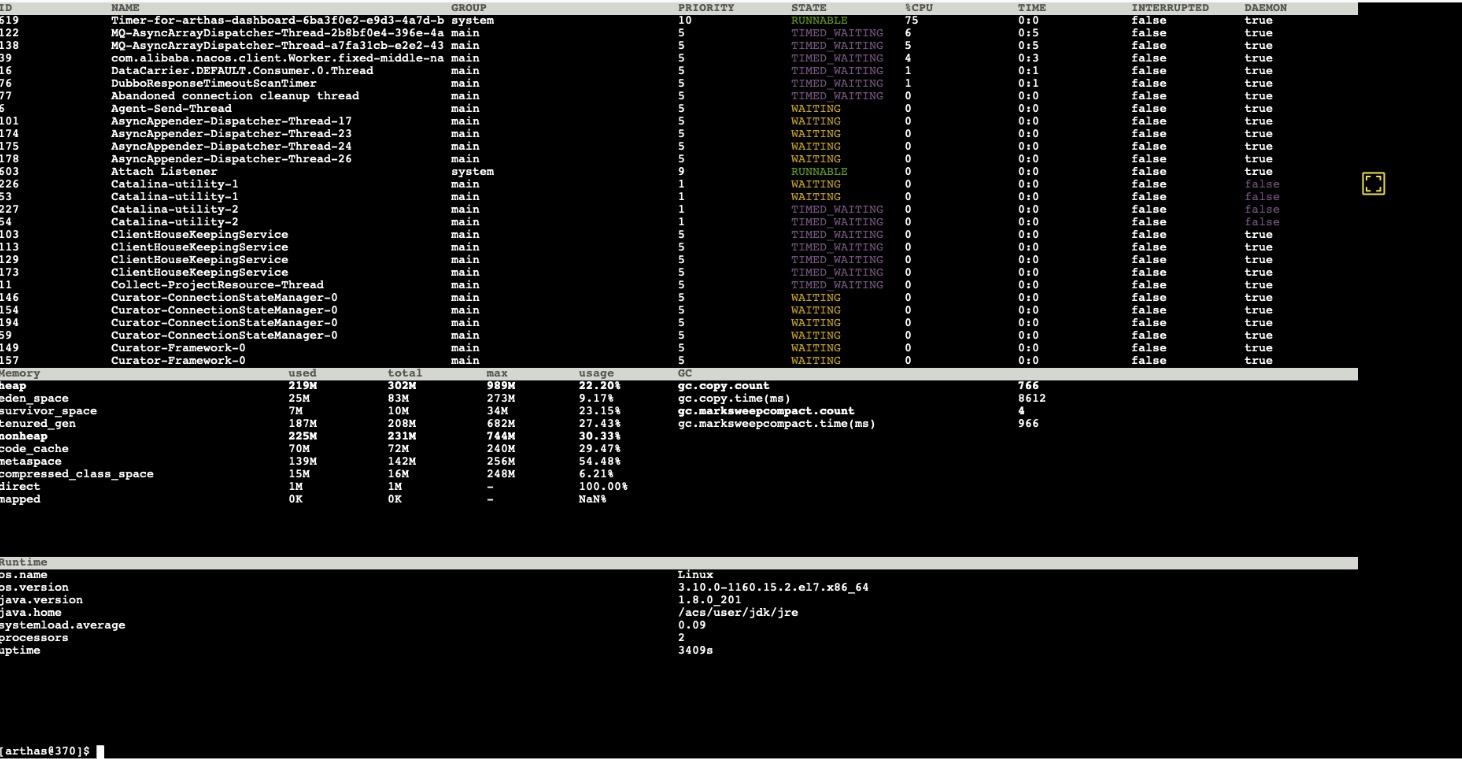 ID NAME GROUP PRIORITY STATE %CPU TIME INTERRUPTED DAEMON
619 Timer-for-arthas-dashboard-6ba3f0e2-e9d3-4a7d-b system 10 RUNNABLE 75 0:0 false true
122 MQ-AsyncArrayDispatcher-Thread-2b8bf0e4-396e-4a main 5 TIMED_WAITING 6 0:5 false true
138 MQ-AsyncArrayDispatcher-Thread-a7fa31cb-e2e2-43 main 5 TIMED_WAITING 5 0:5 false true
39 com.alibaba.nacos.client.Worker.fixed-middle-na main 5 TIMED_WAITING 4 0:3 false true
16 DataCarrier.DEFAULT.Consumer.0.Thread main 5 TIMED_WAITING 1 0:1 false true
76 DubboResponseTimeoutScanTimer main 5 TIMED_WAITING 1 0:1 false true
77 Abandoned connection cleanup thread main 5 TIMED_WAITING 0 0:0 false true
6 Agent-Send-Thread main 5 WAITING 0 0:0 false true
101 AsyncAppender-Dispatcher-Thread-17 main 5 WAITING 0 0:0 false true
174 AsyncAppender-Dispatcher-Thread-23 main 5 WAITING 0 0:0 false true
175 AsyncAppender-Dispatcher-Thread-24 main 5 WAITING 0 0:0 false true
178 AsyncAppender-Dispatcher-Thread-26 main 5 WAITING 0 0:0 false true
603 Attach Listener system 9 RUNNABLE 0 0:0 false true
226 Catalina-utility-1 main 1 WAITING 0 0:0 false false
53 Catalina-utility-1 main 1 WAITING 0 0:0 false false
227 Catalina-utility-2 main 1 TIMED_WAITING 0 0:0 false false
54 Catalina-utility-2 main 1 TIMED_WAITING 0 0:0 false false
103 ClientHouseKeepingService main 5 TIMED_WAITING 0 0:0 false true
113 ClientHouseKeepingService main 5 TIMED_WAITING 0 0:0 false true
129 ClientHouseKeepingService main 5 TIMED_WAITING 0 0:0 false true
173 ClientHouseKeepingService main 5 TIMED_WAITING 0 0:0 false true
11 Collect-ProjectResource-Thread main 5 TIMED_WAITING 0 0:0 false true
146 Curator-ConnectionStateManager-0 main 5 WAITING 0 0:0 false true
154 Curator-ConnectionStateManager-0 main 5 WAITING 0 0:0 false true
194 Curator-ConnectionStateManager-0 main 5 WAITING 0 0:0 false true
59 Curator-ConnectionStateManager-0 main 5 WAITING 0 0:0 false true
149 Curator-Framework-0 main 5 WAITING 0 0:0 false true
157 Curator-Framework-0 main 5 WAITING 0 0:0 false true
Memory used total max usage GC
heap 219M 302M 989M 22.20% gc.copy.count 766
eden_space 25M 83M 273M 9.17% gc.copy.time(ms) 8612
survivor_space 7M 10M 34M 23.15% gc.marksweepcompact.count 4
tenured_gen 187M 208M 682M 27.43% gc.marksweepcompact.time(ms) 966
nonheap 225M 231M 744M 30.33%
code_cache 70M 72M 240M 29.47%
metaspace 139M 142M 256M 54.48%
compressed_class_space 15M 16M 248M 6.21%
direct 1M 1M - 100.00%
mapped 0K 0K - NaN%
Runtime
os.name Linux
os.version 3.10.0-1160.15.2.el7.x86_64
java.version 1.8.0_201
java.home /acs/user/jdk/jre
systemload.average 0.09
processors 2
uptime 3409s
[arthas@370]$